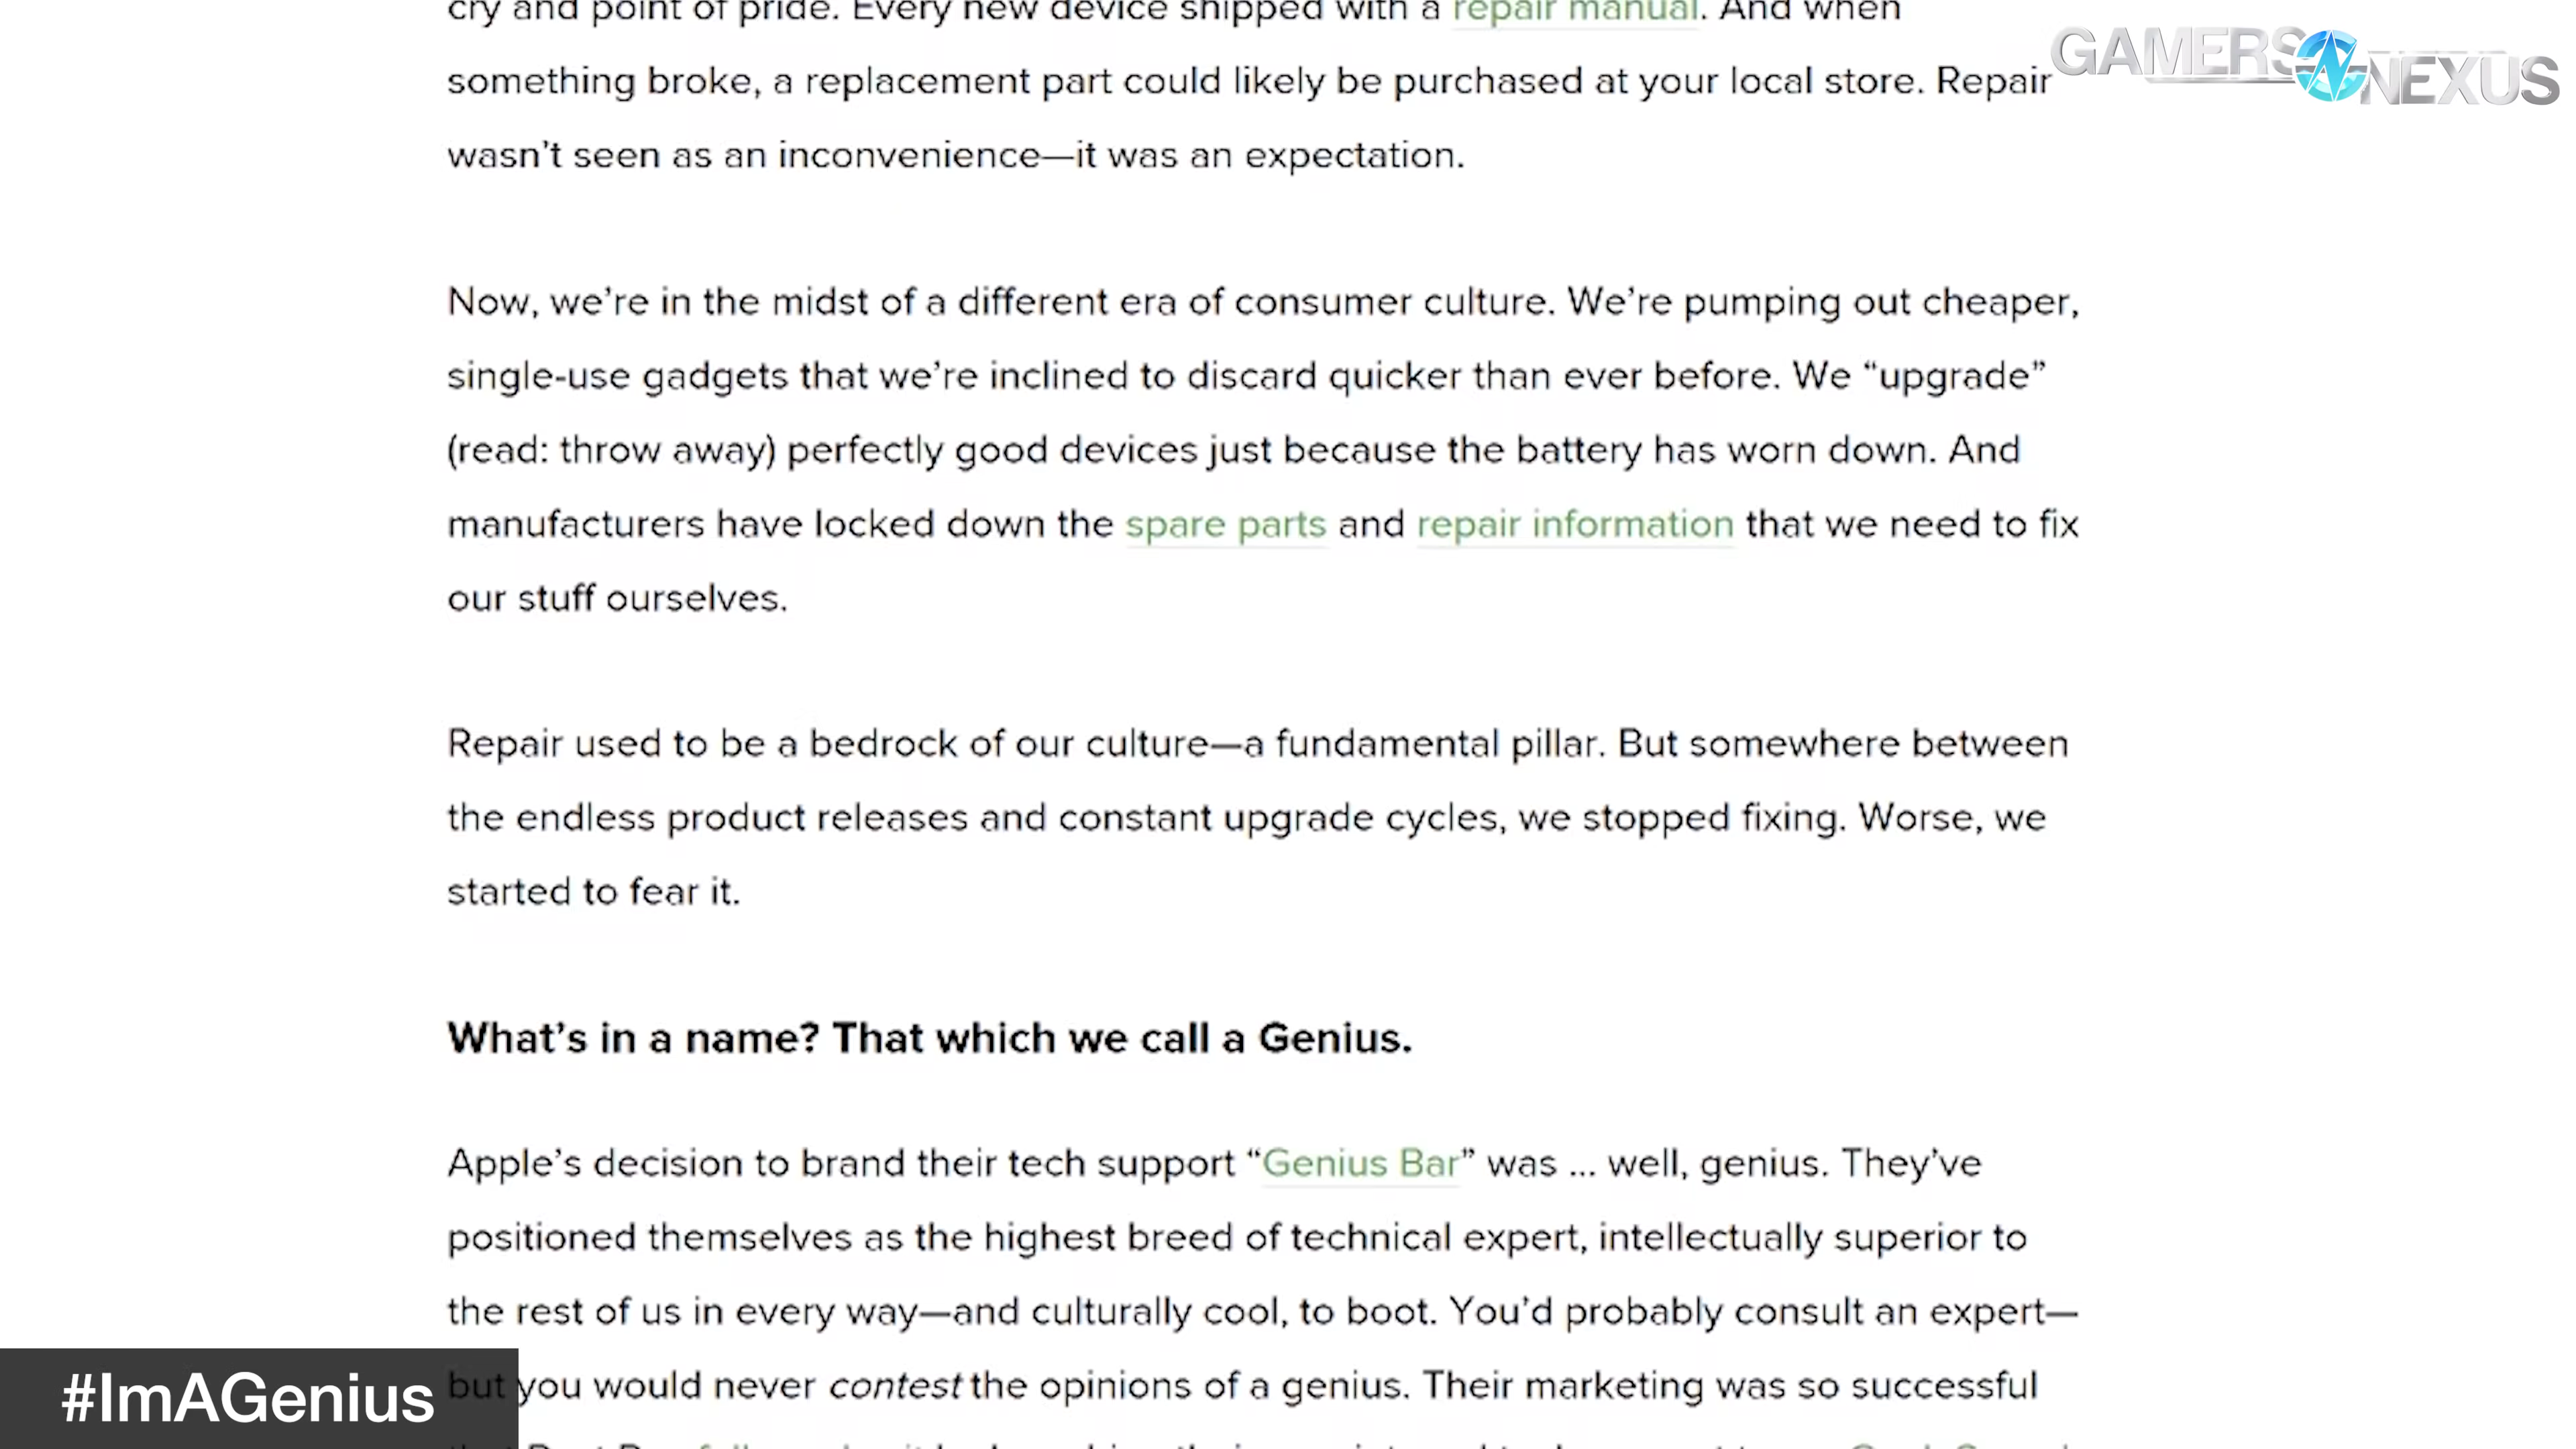 cry and point of pride. Every new device shipped with a repair manual. And when
GAMERS NEXUS
something broke, a replacement part could likely be purchased at your local store. Repair
wasn’t seen as an inconvenience—it was an expectation.
Now, we’re in the midst of a different era of consumer culture. We’re pumping out cheaper,
single-use gadgets that we’re inclined to discard quicker than ever before. We “upgrade”
(read: throw away) perfectly good devices just because the battery has worn down. And
manufacturers have locked down the spare parts and repair information that we need to fix
our stuff ourselves.
Repair used to be a bedrock of our culture—a fundamental pillar. But somewhere between
the endless product releases and constant upgrade cycles, we stopped fixing. Worse, we
started to fear it.
What’s in a name? That which we call a Genius.
Apple’s decision to brand their tech support “Genius Bar” was ... well, genius. They’ve
positioned themselves as the highest breed of technical expert, intellectually superior to
the rest of us in every way—and culturally cool, to boot. You’d probably consult an expert—
but you would never contest the opinions of a genius. Their marketing was so successful
#ImAGenius